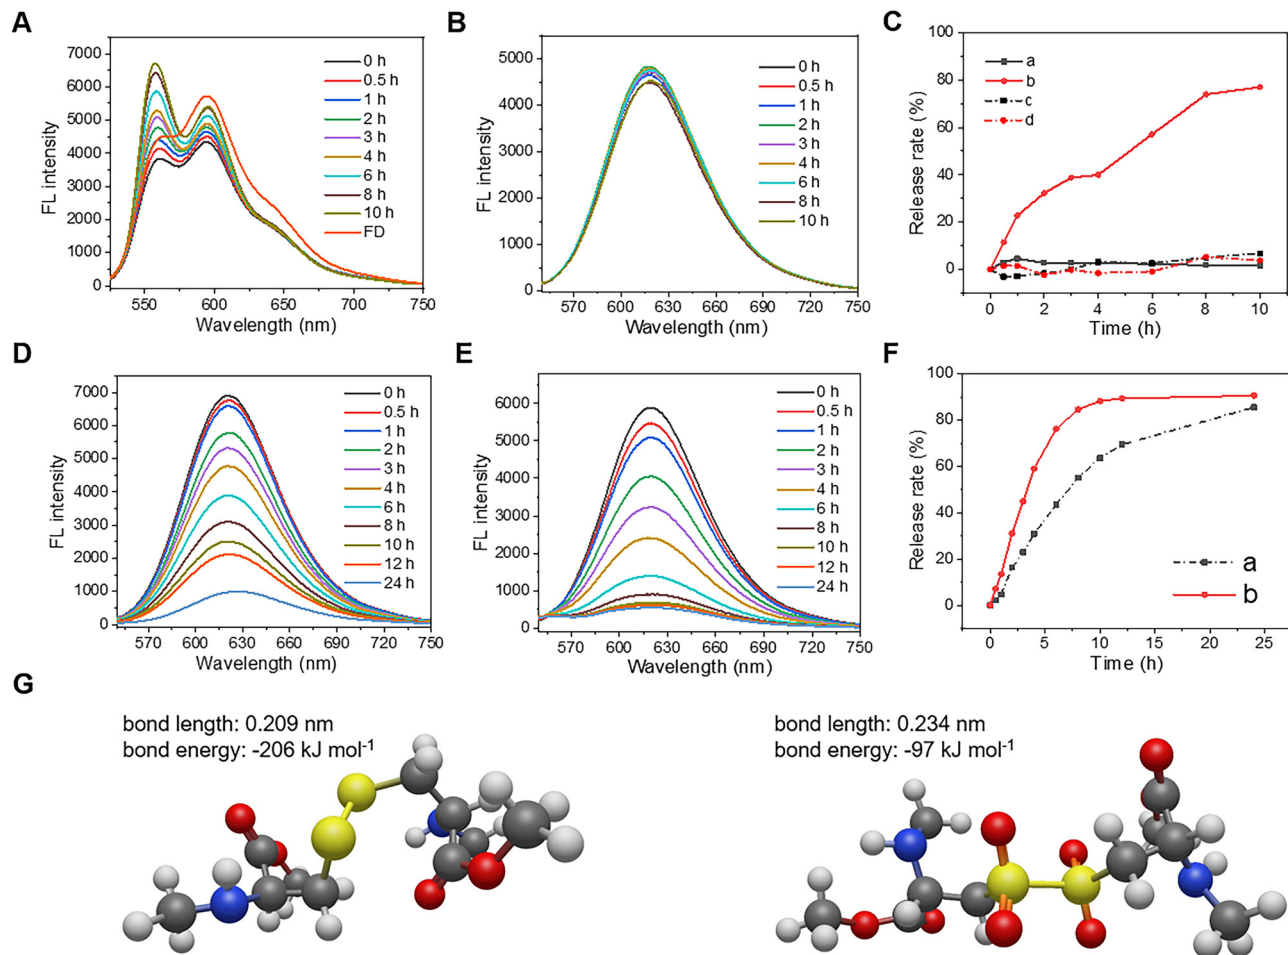 A
FL intensity
7000
6000
5000
4000
3000
2000
1000
0
550
600
650
700
750
Wavelength (nm)
0 h
0.5 h
1 h
2 h
3 h
4 h
6 h
8 h
10 h
FD
B
FL intensity
5000
4000
3000
2000
1000
0
570
600
630
660
690
720
750
Wavelength (nm)
0 h
0.5 h
1 h
2 h
3 h
4 h
6 h
8 h
10 h
C
Release rate (%)
100
80
60
40
20
0
0
2
4
6
8
10
Time (h)
a
b
c
d
D
FL intensity
7000
6000
5000
4000
3000
2000
1000
0
570
600
630
660
690
720
750
Wavelength (nm)
0 h
0.5 h
1 h
2 h
3 h
4 h
6 h
8 h
10 h
12 h
24 h
E
FL intensity
6000
5000
4000
3000
2000
1000
0
570
600
630
660
690
720
750
Wavelength (nm)
0 h
0.5 h
1 h
2 h
3 h
4 h
6 h
8 h
10 h
12 h
24 h
F
Release rate (%)
100
80
60
40
20
0
0
5
10
15
20
25
Time (h)
a
b
G
bond length: 0.209 nm
bond energy: -206 kJ mol⁻¹
bond length: 0.234 nm
bond energy: -97 kJ mol⁻¹